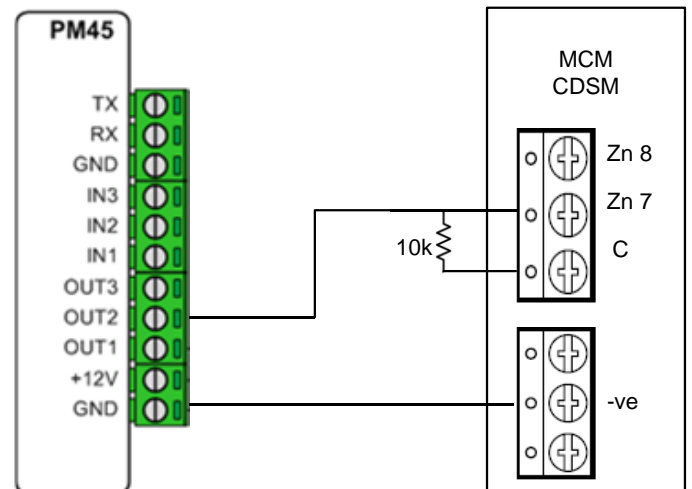 PM45
TX
RX
GND
IN3
IN2
IN1
OUT3
OUT2
OUT1
+12V
GND
10k
MCM
CDSM
Zn 8
Zn 7
C
-ve